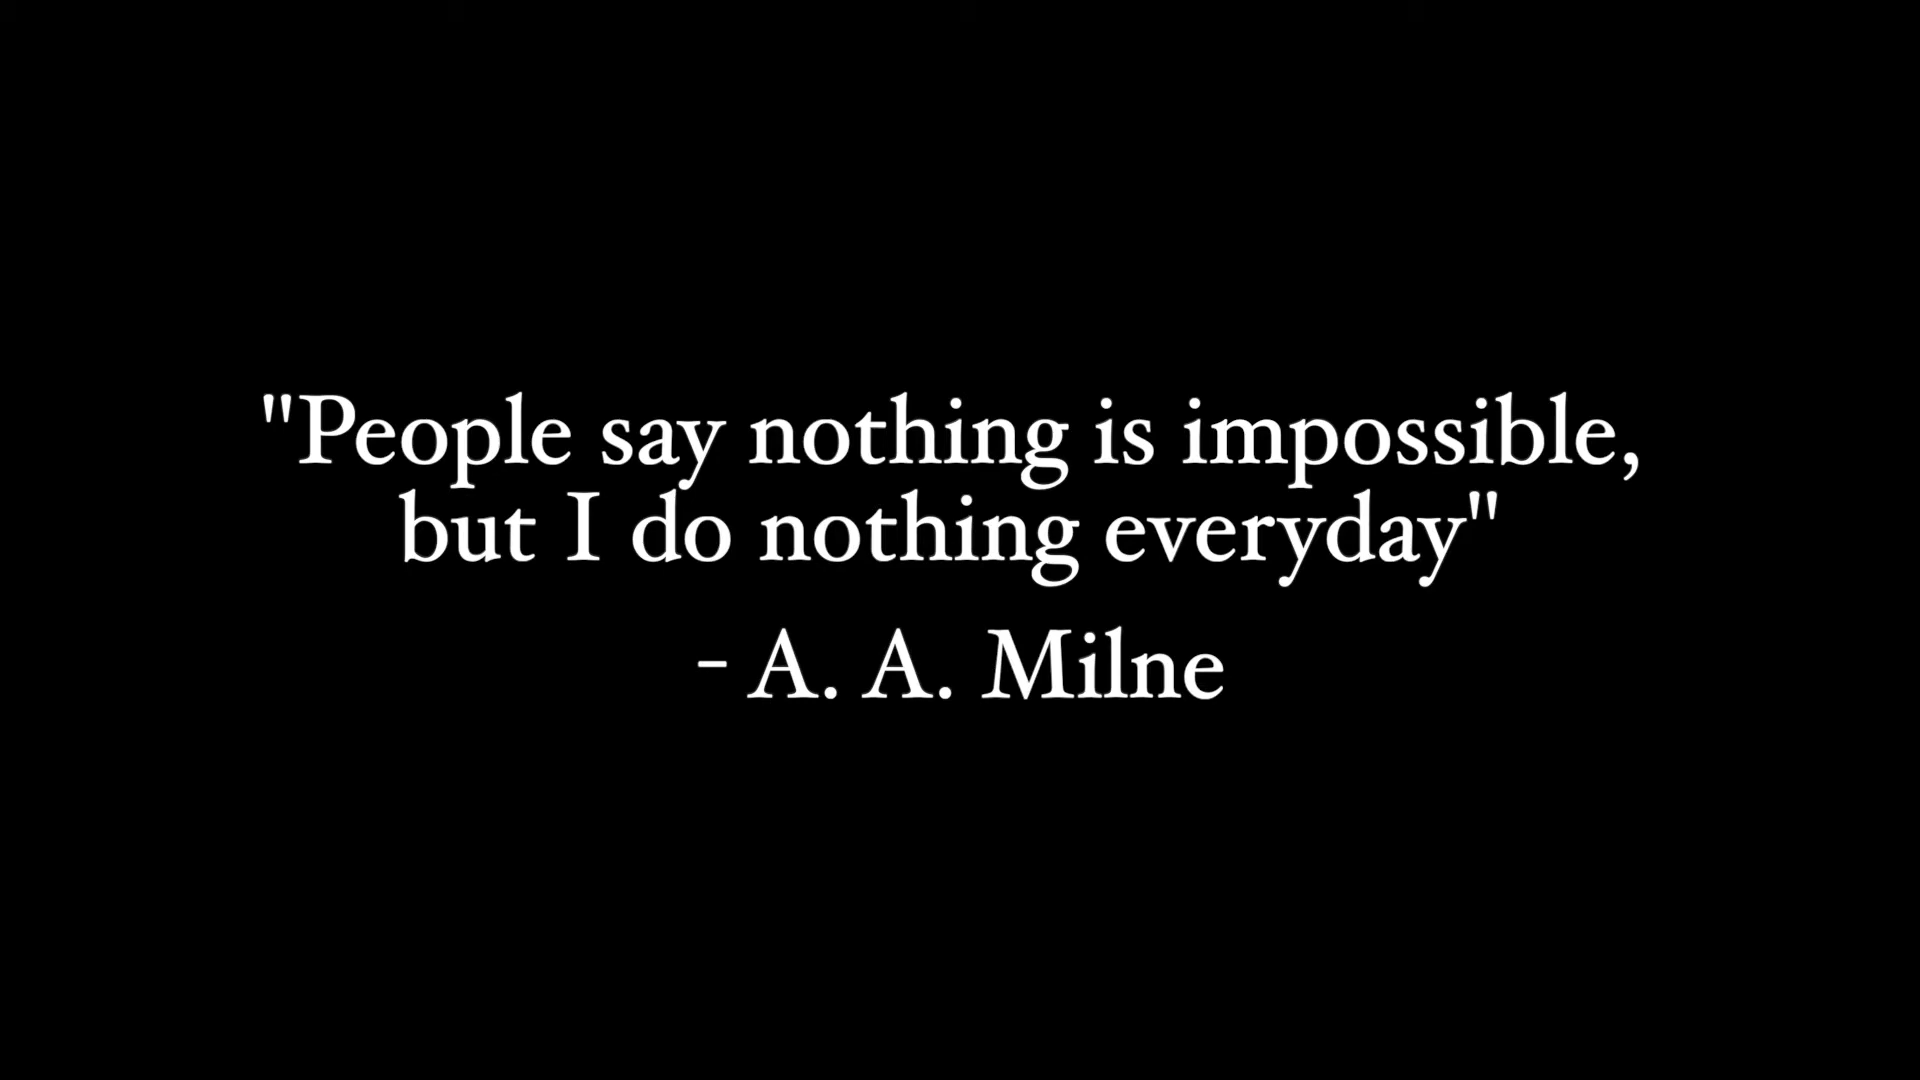 "People say nothing is impossible,
but I do nothing everyday"
- A. A. Milne